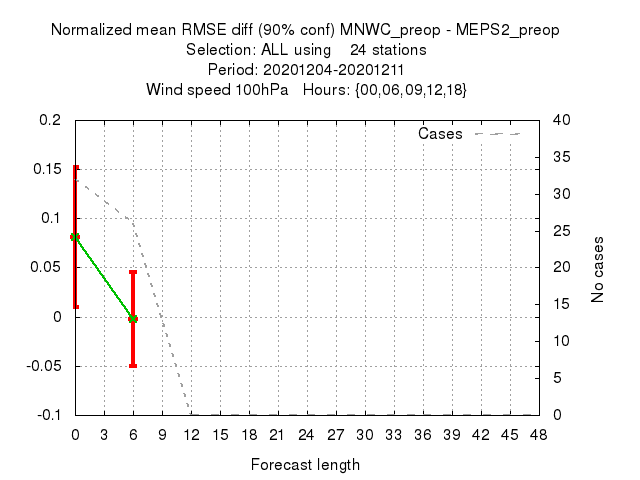 Normalized mean RMSE diff (90% conf) MNWC_preop - MEPS2_preop
Selection: ALL using 24 stations
Period: 20201204-20201211
Wind speed 100hPa Hours: {00,06,09,12,18}
Cases
0.2
0.15
0.1
0.05
0
-0.05
-0.1
40
35
30
25
20
15
10
5
0
No cases
0 3 6 9 12 15 18 21 24 27 30 33 36 39 42 45 48
Forecast length